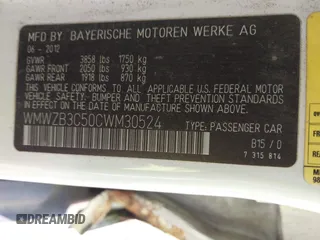 MFD BY BAYERISCHE MOTOREN WERKE AG
06 - 2012
GVWR 3858 lbs 1750 kg
GAWR FRONT 2050 lbs 930 kg
GAWR REAR 1918 lbs 870 kg
THIS VEHICLE CONFORMS TO ALL APPLICABLE U.S. FEDERAL MOTOR
VEHICLE SAFETY, BUMPER, AND THEFT PREVENTION STANDARDS
IN EFFECT ON THE DATE OF MANUFACTURE SHOWN ABOVE.
WMWZB3C50CWM30524 TYPE: PASSENGER CAR
B15 / 0
7 315 814
DREAMBID